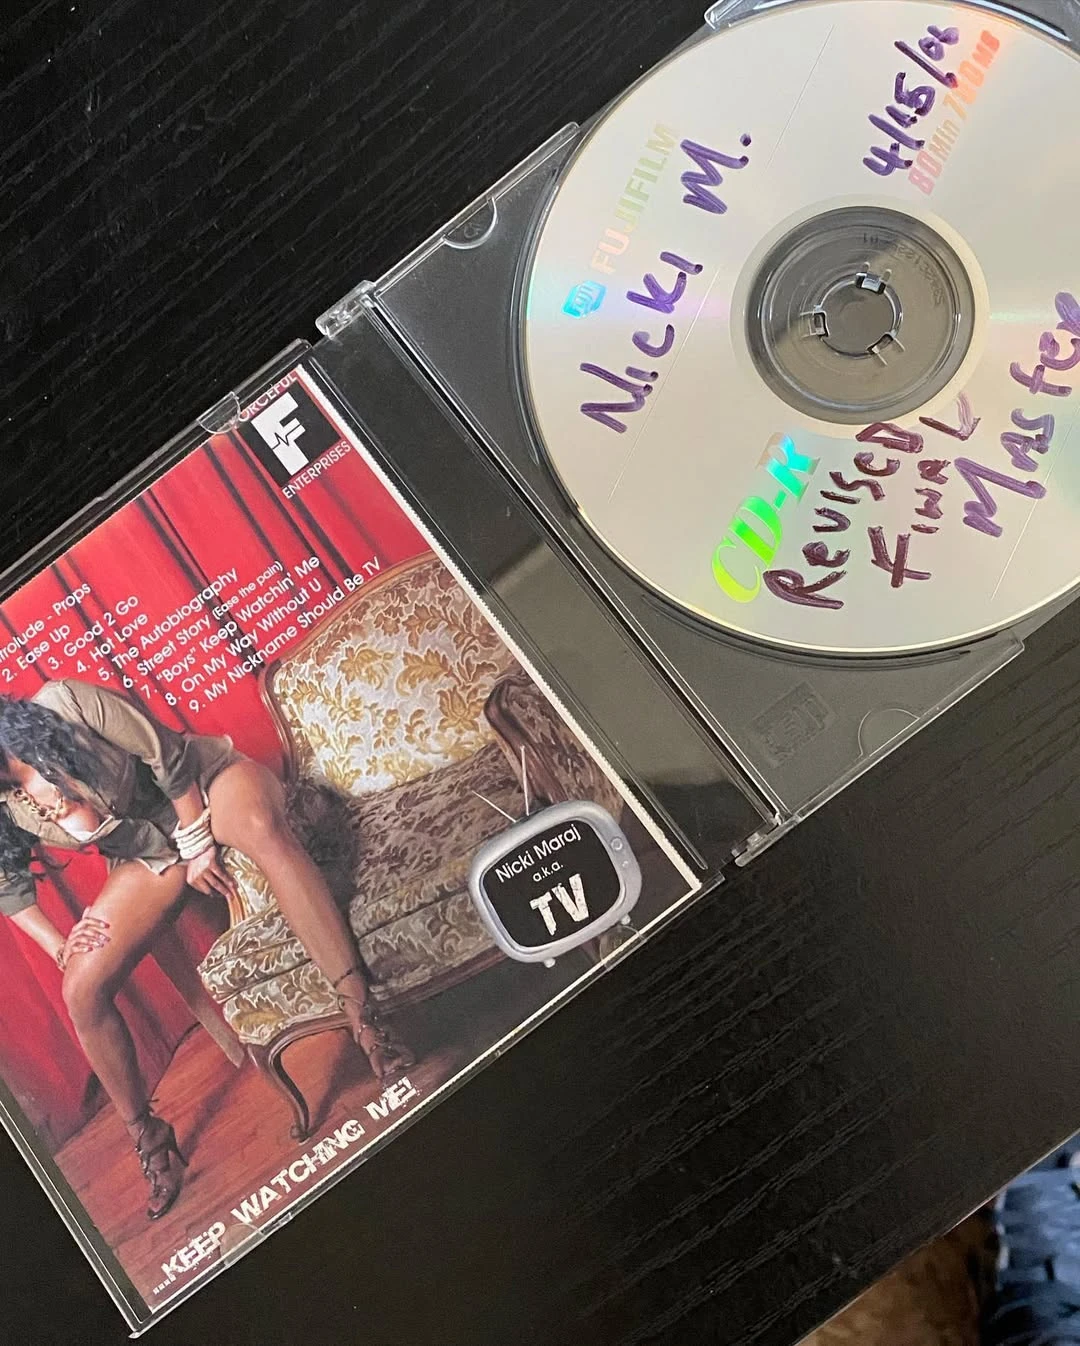 FORCEFUL
F
ENTERPRISES
Introlude - Props
2. Ease Up
3. Good 2 Go
4. Hot Love
5. The Autobiography
6. Street Story (Ease the pain)
7. "Boys" Keep Watchin' Me
8. On My Way Without U
9. My Nickname Should Be TV
Nicki Maraj
a.k.a.
TV
....KEEP WATCHING ME!
FUJIFILM
Nicki M.
4/15/06
80Min 700MB
CD-R
Revised
Final
Master